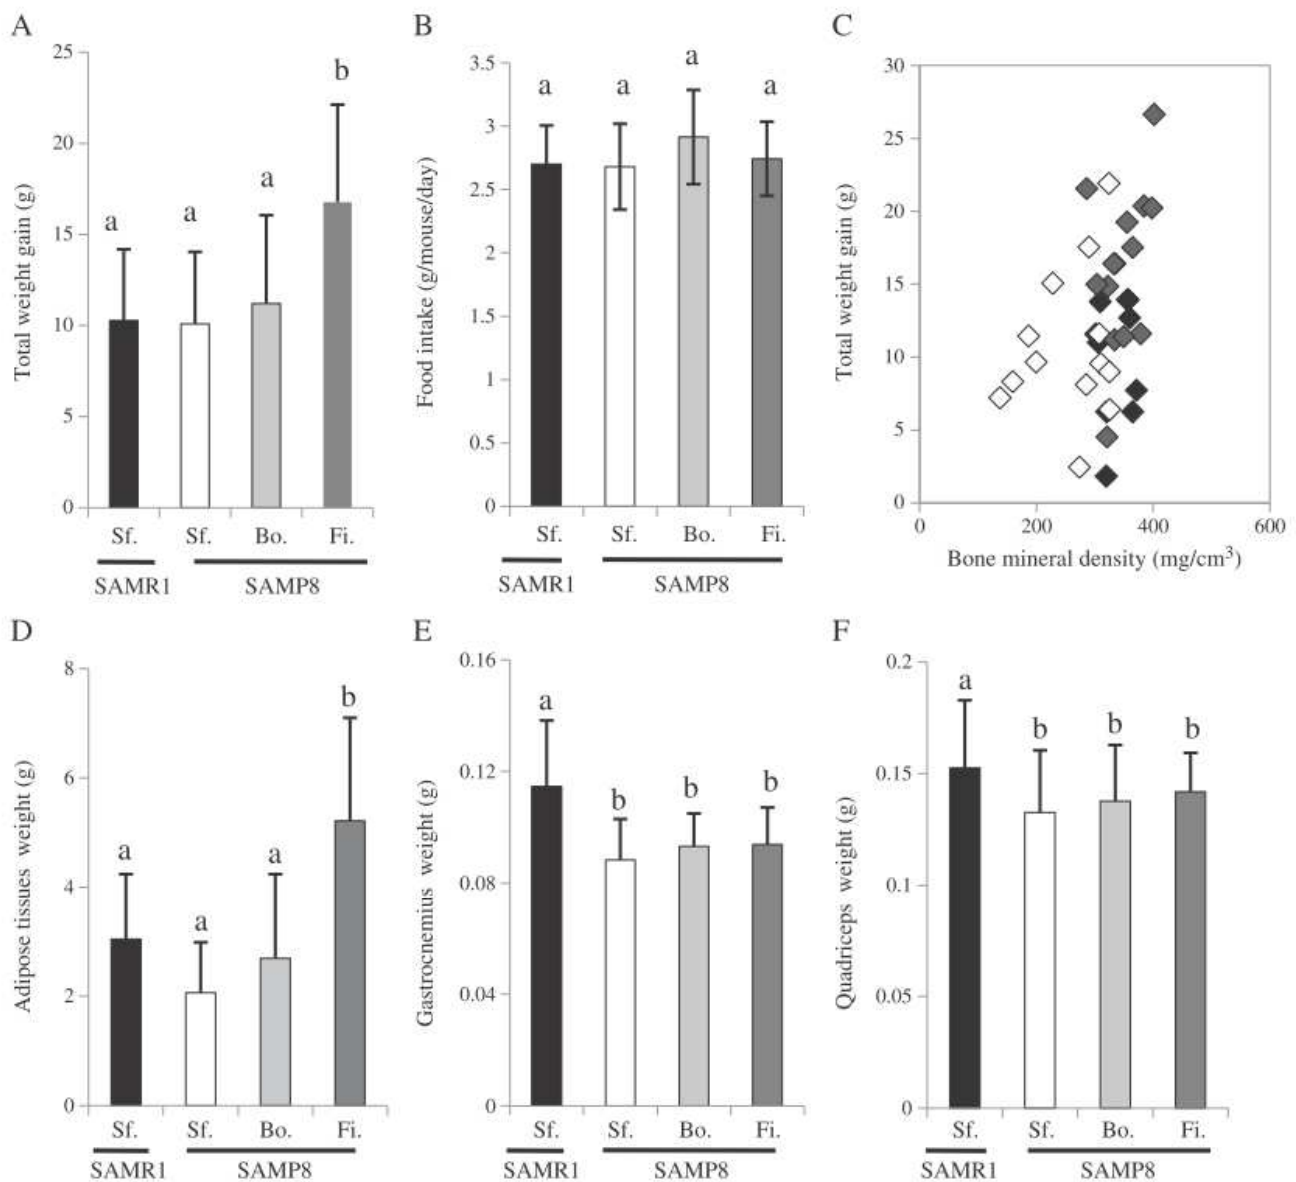 A
Total weight gain (g)
25
20
15
10
5
0
a
a
a
b
Sf.
Sf.
Bo.
Fi.
SAMR1
SAMP8
B
Food intake (g/mouse/day)
3.5
3
2.5
2
1.5
1
0.5
0
a
a
a
a
Sf.
Sf.
Bo.
Fi.
SAMR1
SAMP8
C
Total weight gain (g)
30
25
20
15
10
5
0
0
200
400
600
Bone mineral density (mg/cm³)
D
Adipose tissues weight (g)
8
6
4
2
0
a
a
a
b
Sf.
Sf.
Bo.
Fi.
SAMR1
SAMP8
E
Gastrocnemius weight (g)
0.16
0.12
0.08
0.04
0
a
b
b
b
Sf.
Sf.
Bo.
Fi.
SAMR1
SAMP8
F
Quadriceps weight (g)
0.2
0.15
0.1
0.05
0
a
b
b
b
Sf.
Sf.
Bo.
Fi.
SAMR1
SAMP8